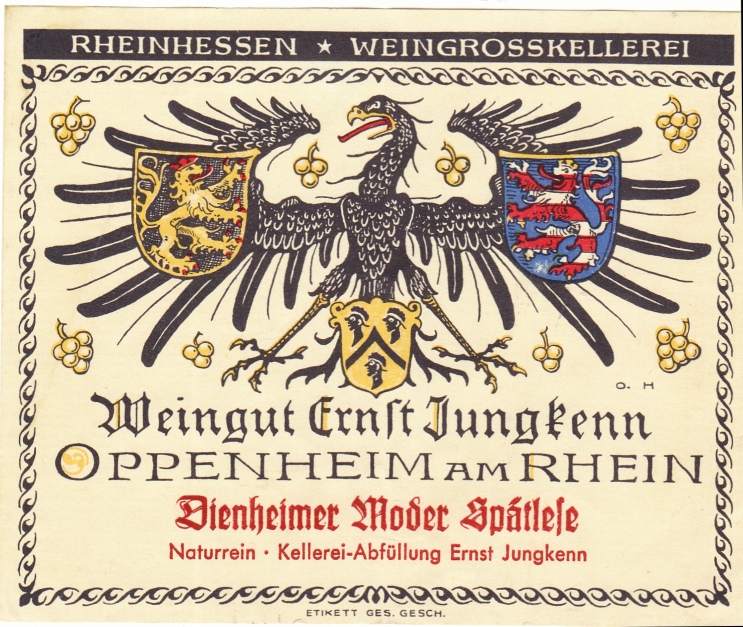 RHEINHESSEN ★ WEINGROSSKELLEREI
O. H
Weingut Ernſt Jungkenn
OPPENHEIM AM RHEIN
Dienheimer Moder Spätleſe
Naturrein · Kellerei-Abfüllung Ernst Jungkenn
ETIKETT GES. GESCH.